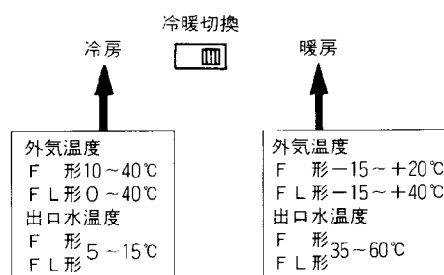 冷暖切換
冷房
暖房
外気温度
F 形10～40℃
FL形0～40℃
出口水温度
F 形
FL形 5～15℃
外気温度
F 形－15～＋20℃
FL形－15～＋40℃
出口水温度
F 形
FL形 35～60℃